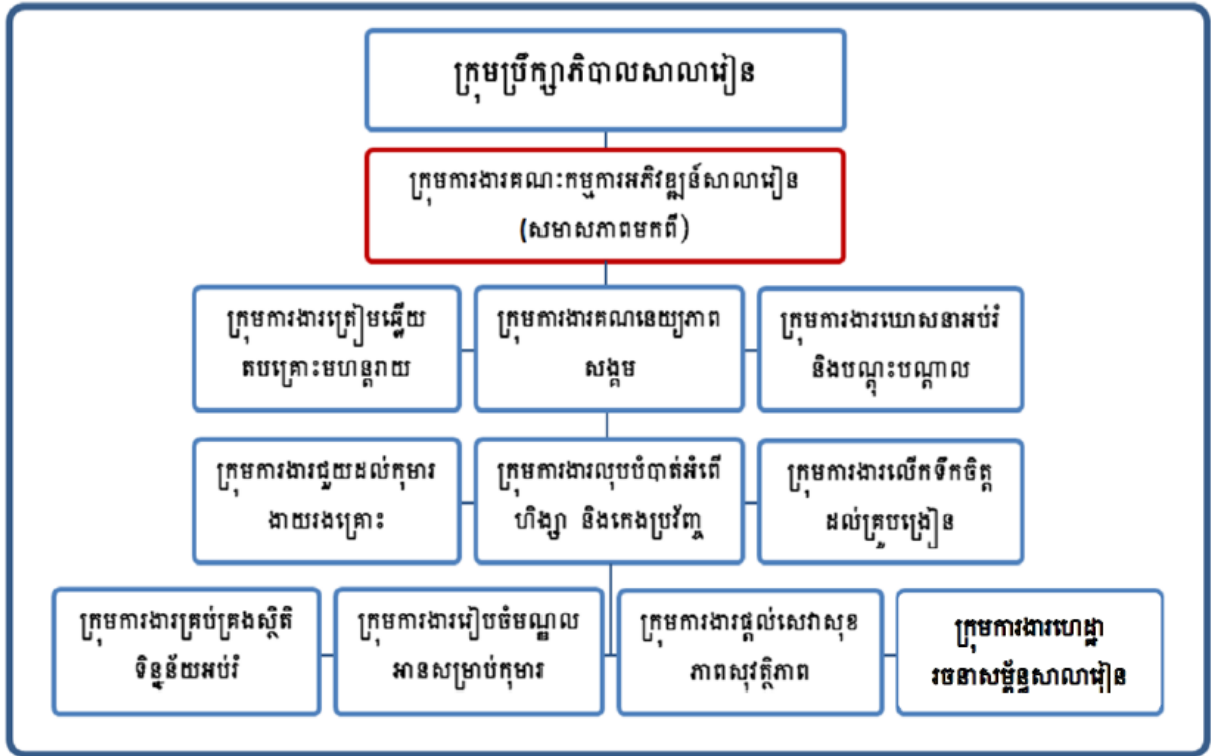 ក្រុមប្រឹក្សាភិបាលសាលារៀន
ក្រុមការងារគណៈកម្មការអភិវឌ្ឍន៍សាលារៀន
(សមាសភាពមកពី)
ក្រុមការងារត្រៀមឆ្លើយ
តបគ្រោះមហន្តរាយ
ក្រុមការងារគណនេយ្យភាព
សង្គម
ក្រុមការងារឃោសនាអប់រំ
និងបណ្តុះបណ្តាល
ក្រុមការងារជួយដល់កុមារ
ងាយរងគ្រោះ
ក្រុមការងារលុបបំបាត់អំពើ
ហិង្សា និងកេងប្រវ័ញ្ច
ក្រុមការងារលើកទឹកចិត្ត
ដល់គ្រូបង្រៀន
ក្រុមការងារគ្រប់គ្រងស្ថិតិ
ទិន្នន័យអប់រំ
ក្រុមការងាររៀបចំមណ្ឌល
អានសម្រាប់កុមារ
ក្រុមការងារផ្តល់សេវាសុខ
ភាពសុវត្ថិភាព
ក្រុមការងារហេដ្ឋា
រចនាសម្ព័ន្ធសាលារៀន